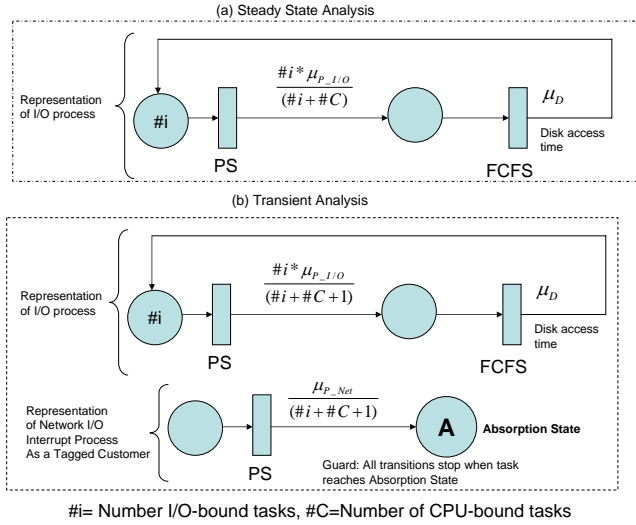 (a) Steady State Analysis
Representation
of I/O process
#i
PS
#i* μP_I/O
(#i + #C)
FCFS
μD
Disk access
time
(b) Transient Analysis
Representation
of I/O process
#i
PS
#i* μP_I/O
(#i + #C + 1)
FCFS
μD
Disk access
time
Representation
of Network I/O
Interrupt Process
As a Tagged Customer
PS
μP_Net
(#i + #C + 1)
A
Absorption State
Guard: All transitions stop when task
reaches Absorption State
#i= Number I/O-bound tasks, #C=Number of CPU-bound tasks